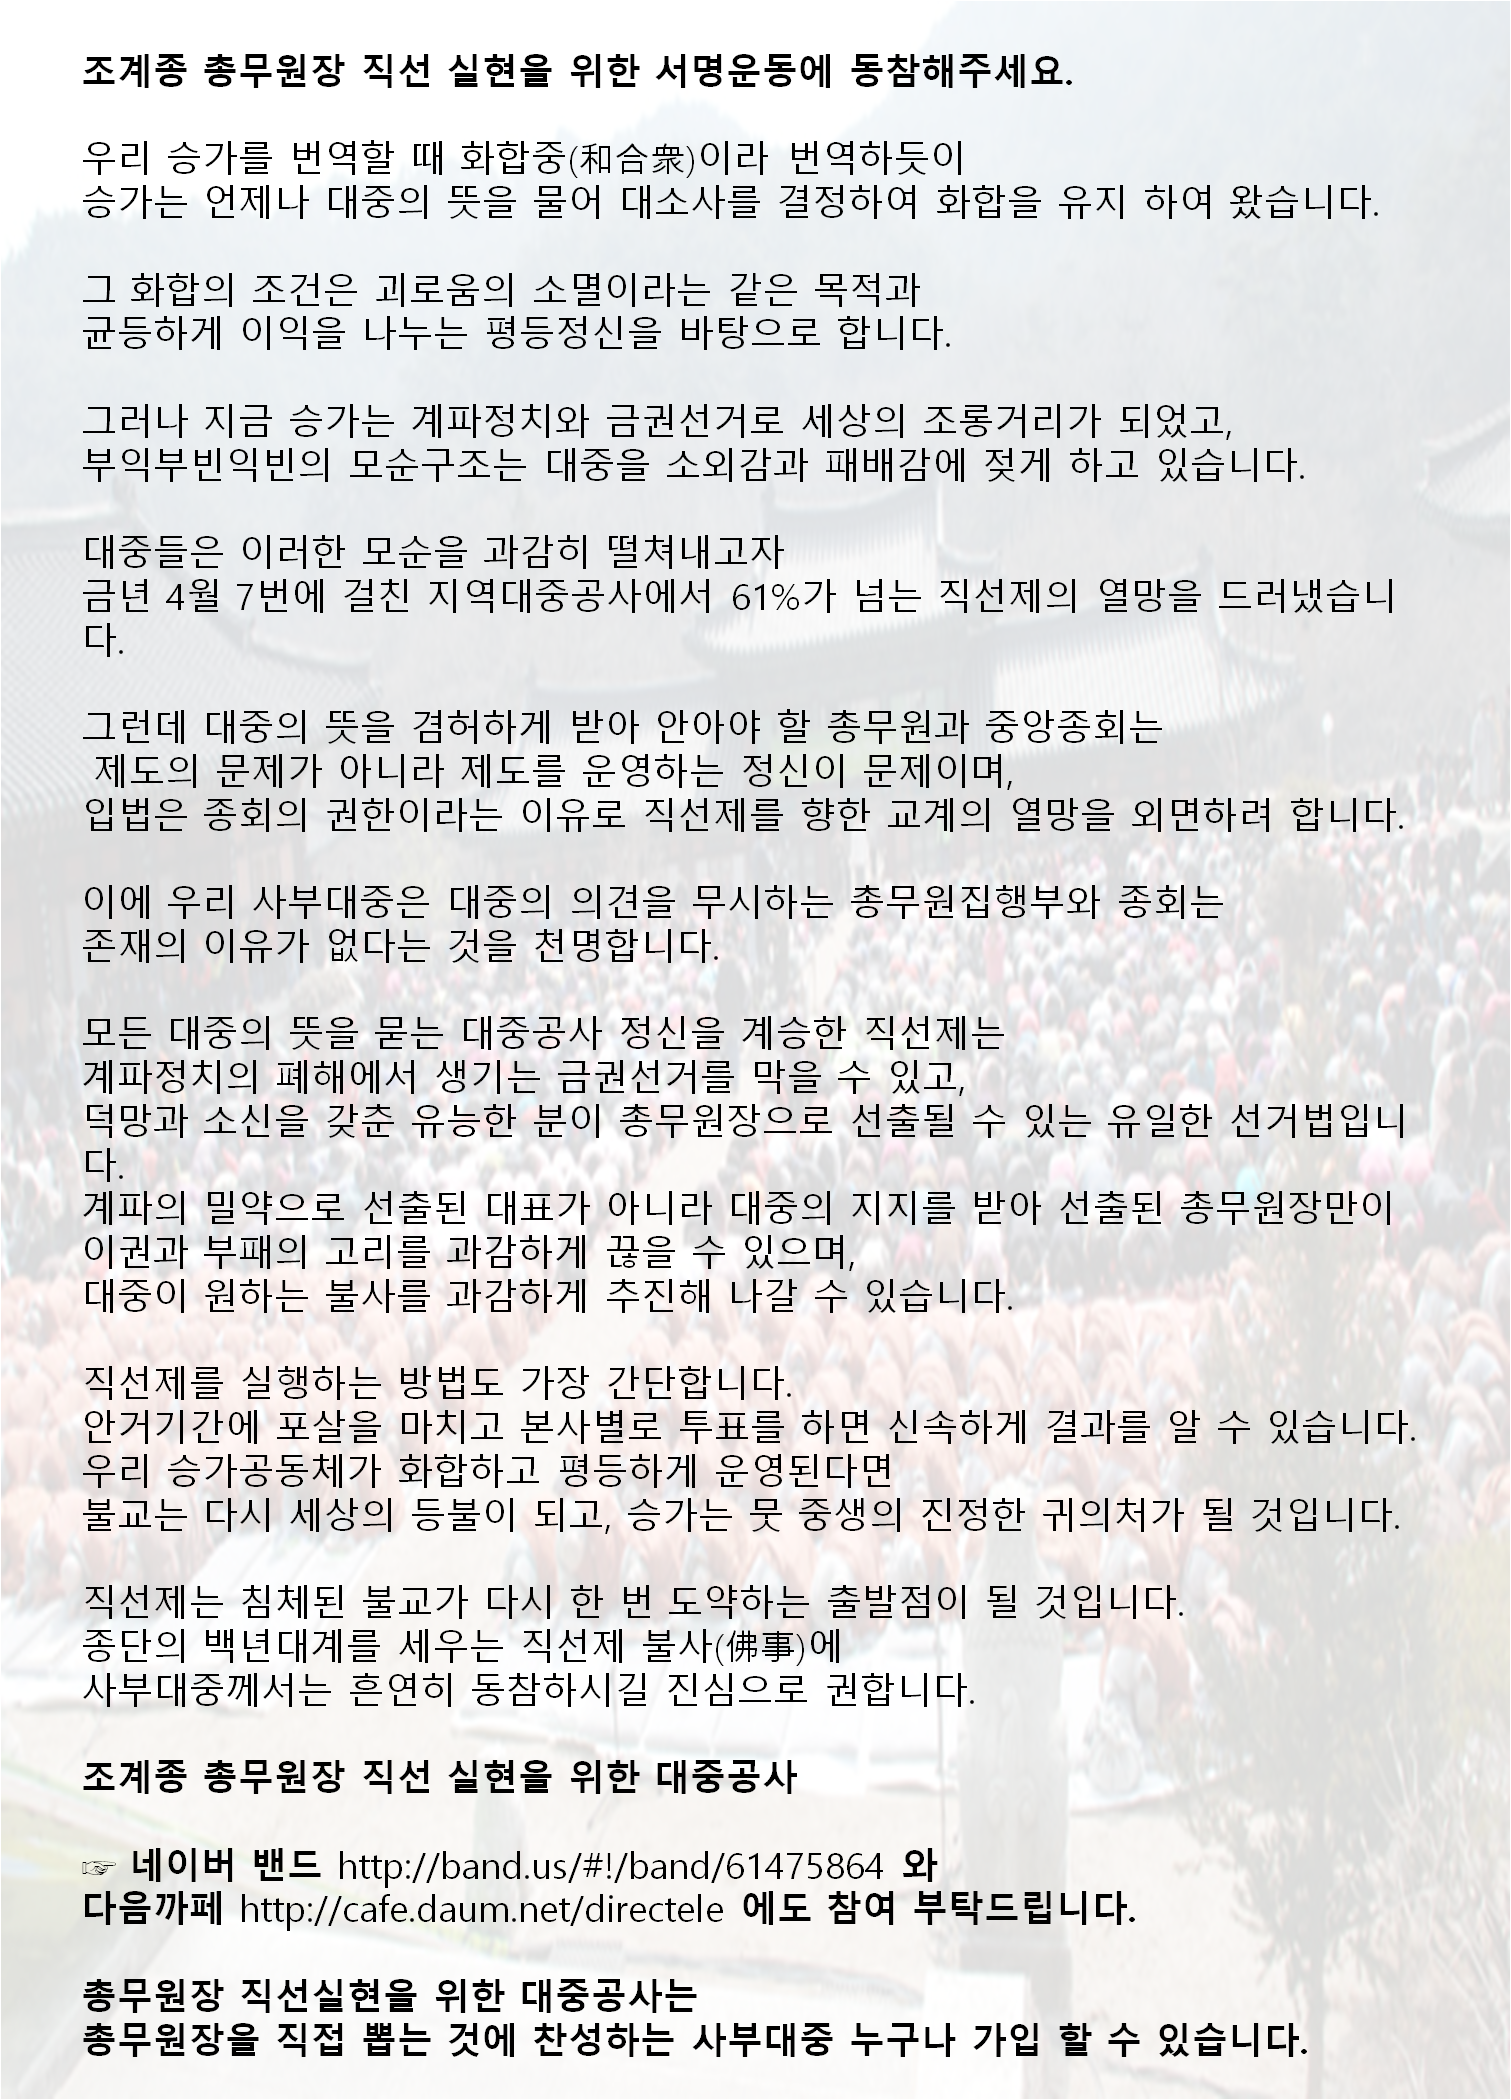 조계종 총무원장 직선 실현을 위한 서명운동에 동참해주세요.
우리 승가를 번역할 때 화합중(和合衆)이라 번역하듯이
승가는 언제나 대중의 뜻을 물어 대소사를 결정하여 화합을 유지 하여 왔습니다.
그 화합의 조건은 괴로움의 소멸이라는 같은 목적과
균등하게 이익을 나누는 평등정신을 바탕으로 합니다.
그러나 지금 승가는 계파정치와 금권선거로 세상의 조롱거리가 되었고,
부익부빈익빈의 모순구조는 대중을 소외감과 패배감에 젖게 하고 있습니다.
대중들은 이러한 모순을 과감히 떨쳐내고자
금년 4월 7번에 걸친 지역대중공사에서 61%가 넘는 직선제의 열망을 드러냈습니
다.
그런데 대중의 뜻을 겸허하게 받아 안아야 할 총무원과 중앙종회는
제도의 문제가 아니라 제도를 운영하는 정신이 문제이며,
입법은 종회의 권한이라는 이유로 직선제를 향한 교계의 열망을 외면하려 합니다.
이에 우리 사부대중은 대중의 의견을 무시하는 총무원집행부와 종회는
존재의 이유가 없다는 것을 천명합니다.
모든 대중의 뜻을 묻는 대중공사 정신을 계승한 직선제는
계파정치의 폐해에서 생기는 금권선거를 막을 수 있고,
덕망과 소신을 갖춘 유능한 분이 총무원장으로 선출될 수 있는 유일한 선거법입니
다.
계파의 밀약으로 선출된 대표가 아니라 대중의 지지를 받아 선출된 총무원장만이
이권과 부패의 고리를 과감하게 끊을 수 있으며,
대중이 원하는 불사를 과감하게 추진해 나갈 수 있습니다.
직선제를 실행하는 방법도 가장 간단합니다.
안거기간에 포살을 마치고 본사별로 투표를 하면 신속하게 결과를 알 수 있습니다.
우리 승가공동체가 화합하고 평등하게 운영된다면
불교는 다시 세상의 등불이 되고, 승가는 뭇 중생의 진정한 귀의처가 될 것입니다.
직선제는 침체된 불교가 다시 한 번 도약하는 출발점이 될 것입니다.
종단의 백년대계를 세우는 직선제 불사(佛事)에
사부대중께서는 흔연히 동참하시길 진심으로 권합니다.
조계종 총무원장 직선 실현을 위한 대중공사
☞ 네이버 밴드 http://band.us/#!/band/61475864 와
다음까페 http://cafe.daum.net/directele 에도 참여 부탁드립니다.
총무원장 직선실현을 위한 대중공사는
총무원장을 직접 뽑는 것에 찬성하는 사부대중 누구나 가입 할 수 있습니다.